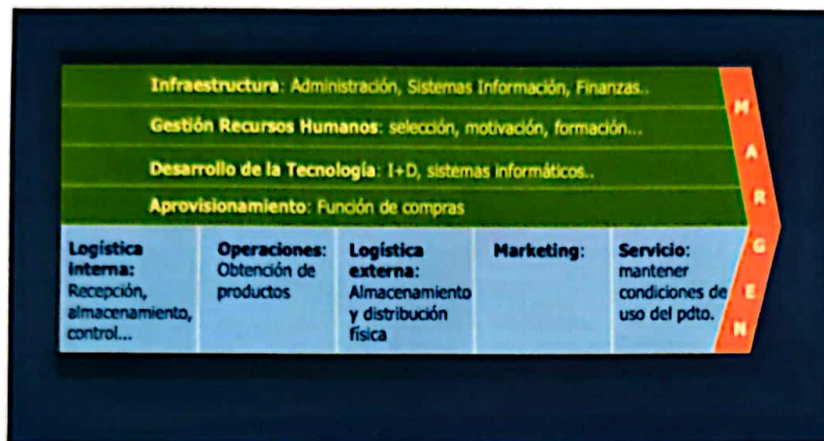 Infraestructura: Administración, Sistemas Información, Finanzas..
Gestión Recursos Humanos: selección, motivación, formación...
Desarrollo de la Tecnología: I+D, sistemas informáticos..
Aprovisionamiento: Función de compras
Logística
Interna:
Recepción,
almacenamiento,
control...
Operaciones:
Obtención de
productos
Logística
externa:
Almacenamiento
y distribución
física
Marketing:
Servicio:
mantener
condiciones de
uso del pdto.
M
A
R
G
E
N